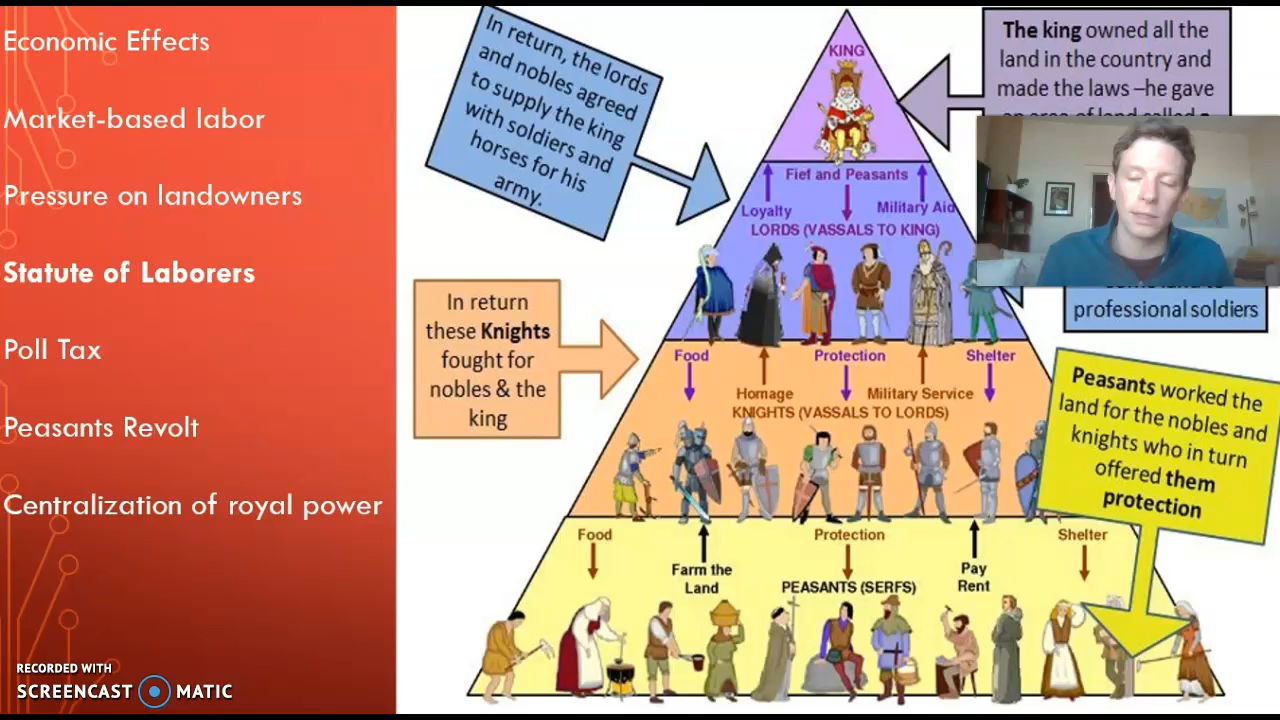 Economic Effects
Market-based labor
Pressure on landowners
Statute of Laborers
Poll Tax
Peasants Revolt
Centralization of royal power
RECORDED WITH
SCREENCAST MATIC
In return, the lords
and nobles agreed
to supply the king
with soldiers and
horses for his
army.
KING
The king owned all the
land in the country and
made the laws –he gave
an area of land called a
Fief and Peasants
Loyalty
Military Aid
LORDS (VASSALS TO KING)
professional soldiers
In return
these Knights
fought for
nobles & the
king
Food
Protection
Shelter
Homage
Military Service
KNIGHTS (VASSALS TO LORDS)
Peasants worked the
land for the nobles and
knights who in turn
offered them
protection
Food
Protection
Shelter
Farm the
Land
Pay
Rent
PEASANTS (SERFS)